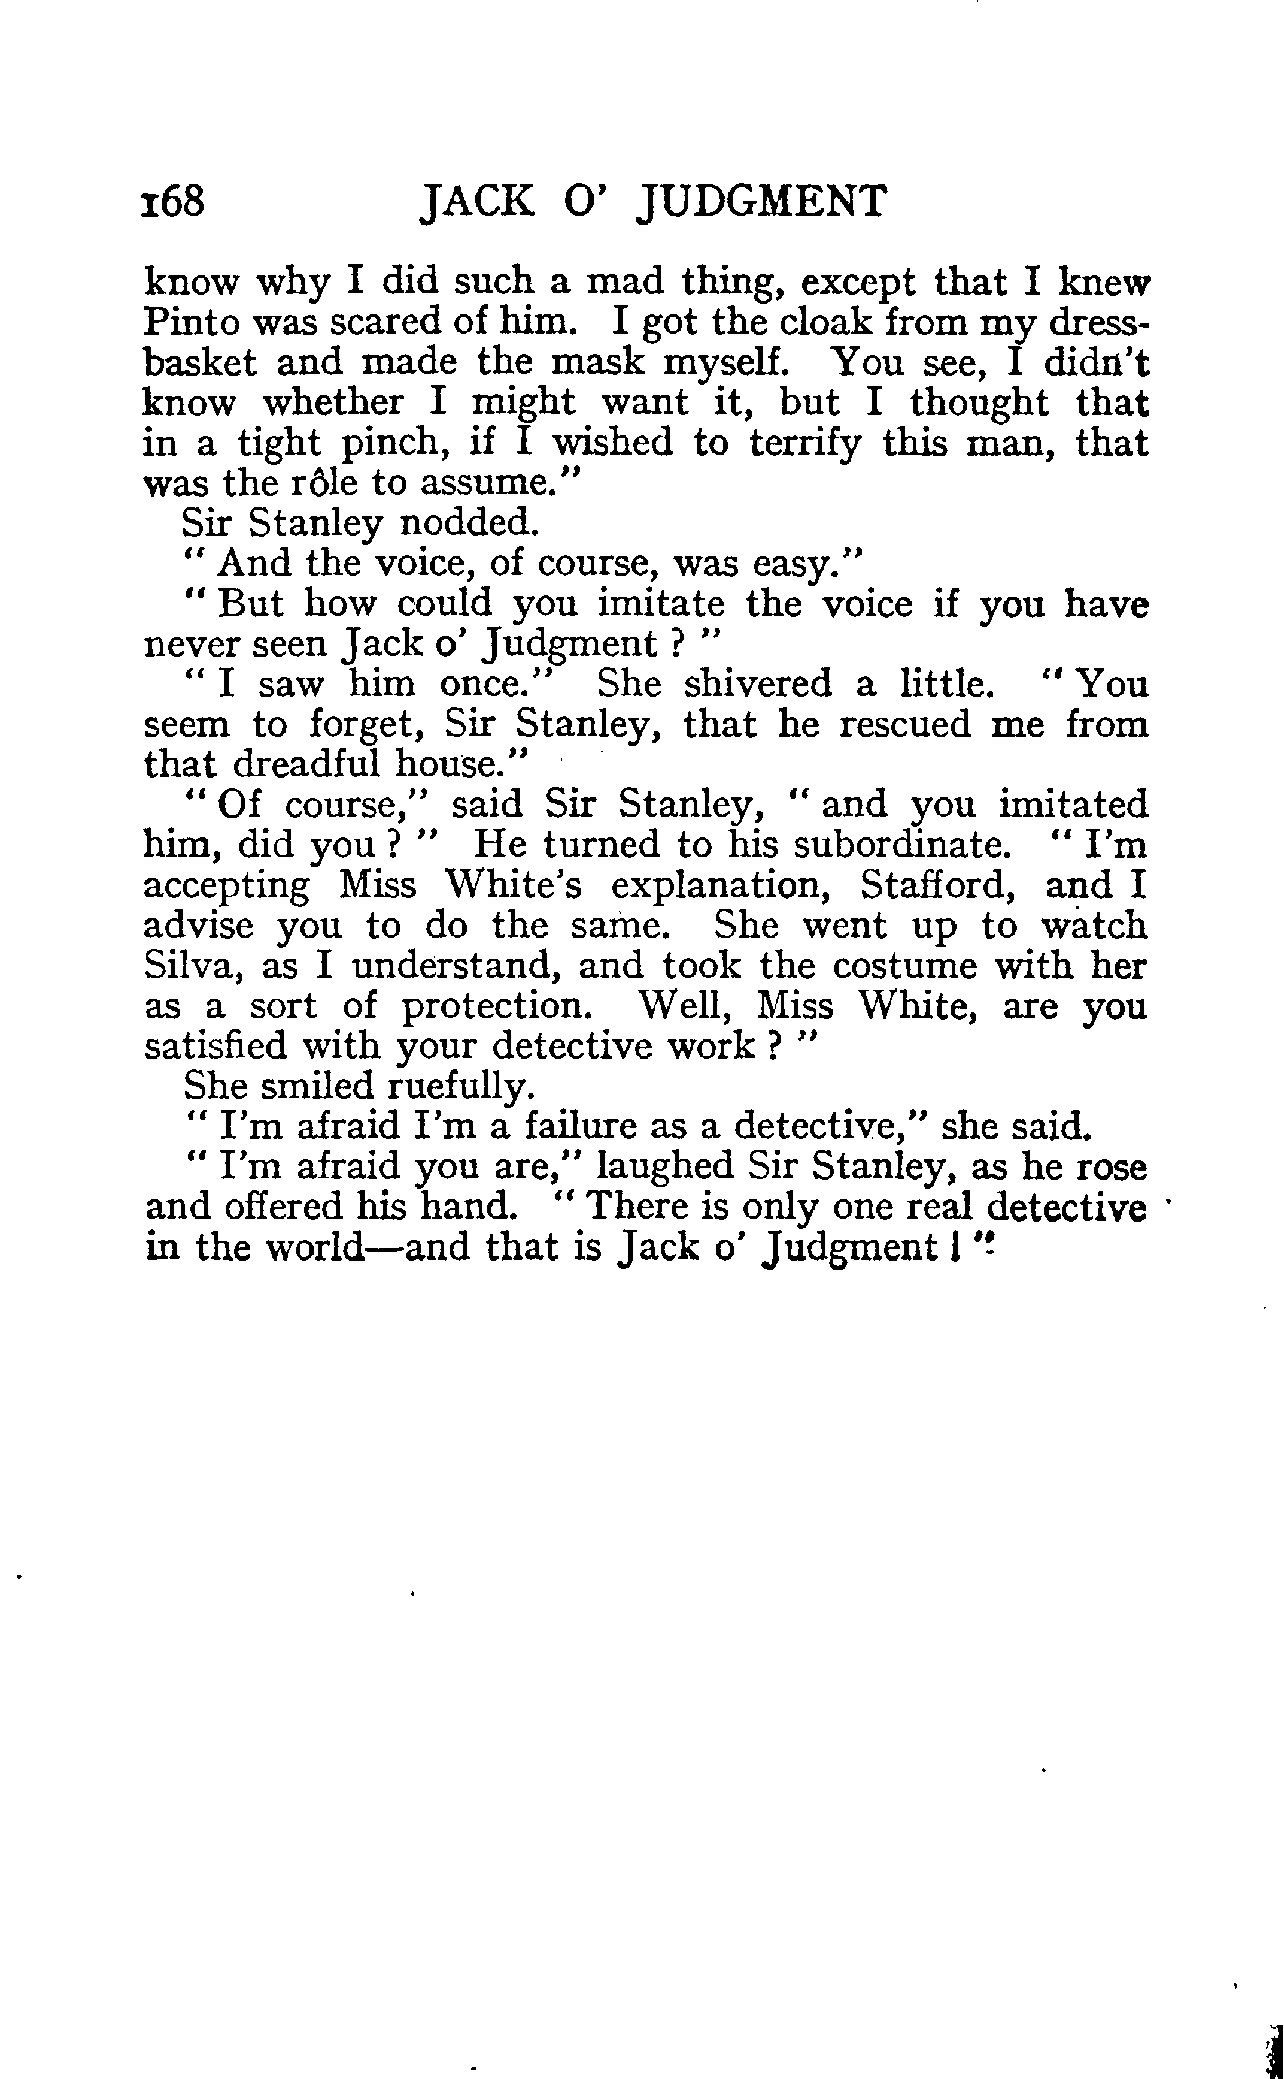 168 JACK O' JUDGMENT
know why I did such a mad thing, except that I knew
Pinto was scared of him. I got the cloak from my dress-
basket and made the mask myself. You see, I didn't
know whether I might want it, but I thought that
in a tight pinch, if I wished to terrify this man, that
was the rôle to assume."
Sir Stanley nodded.
" And the voice, of course, was easy."
" But how could you imitate the voice if you have
never seen Jack o' Judgment ? "
" I saw him once." She shivered a little. " You
seem to forget, Sir Stanley, that he rescued me from
that dreadful house."
" Of course," said Sir Stanley, " and you imitated
him, did you ? " He turned to his subordinate. " I'm
accepting Miss White's explanation, Stafford, and I
advise you to do the same. She went up to watch
Silva, as I understand, and took the costume with her
as a sort of protection. Well, Miss White, are you
satisfied with your detective work ? "
She smiled ruefully.
" I'm afraid I'm a failure as a detective," she said.
" I'm afraid you are," laughed Sir Stanley, as he rose
and offered his hand. " There is only one real detective
in the world—and that is Jack o' Judgment ! "